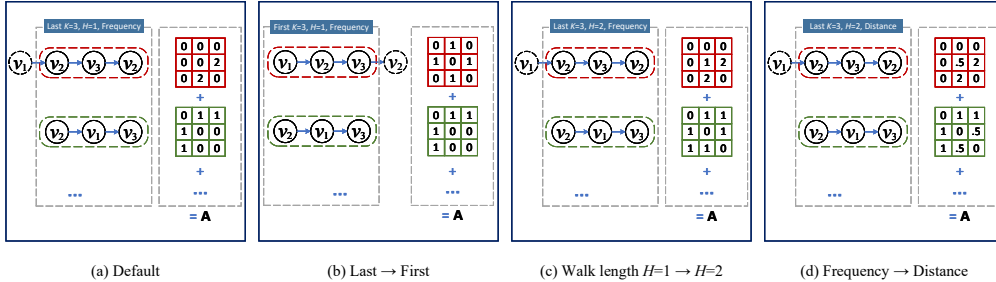 Last K=3, H=1, Frequency
v₁ v₂ v₃ v₂
0 0 0
0 0 2
0 2 0
+
v₂ v₁ v₃
0 1 1
1 0 0
1 0 0
+
... ...
= A
(a) Default
First K=3, H=1, Frequency
v₁ v₂ v₃ v₂
0 1 0
1 0 1
0 1 0
+
v₂ v₁ v₃
0 1 1
1 0 0
1 0 0
+
... ...
= A
(b) Last → First
Last K=3, H=2, Frequency
v₁ v₂ v₃ v₂
0 0 0
0 1 2
0 2 0
+
v₂ v₁ v₃
0 1 1
1 0 1
1 1 0
+
... ...
= A
(c) Walk length H=1 → H=2
Last K=3, H=2, Distance
v₁ v₂ v₃ v₂
0 0 0
0 .5 2
0 2 0
+
v₂ v₁ v₃
0 1 1
1 0 .5
1 .5 0
+
... ...
= A
(d) Frequency → Distance